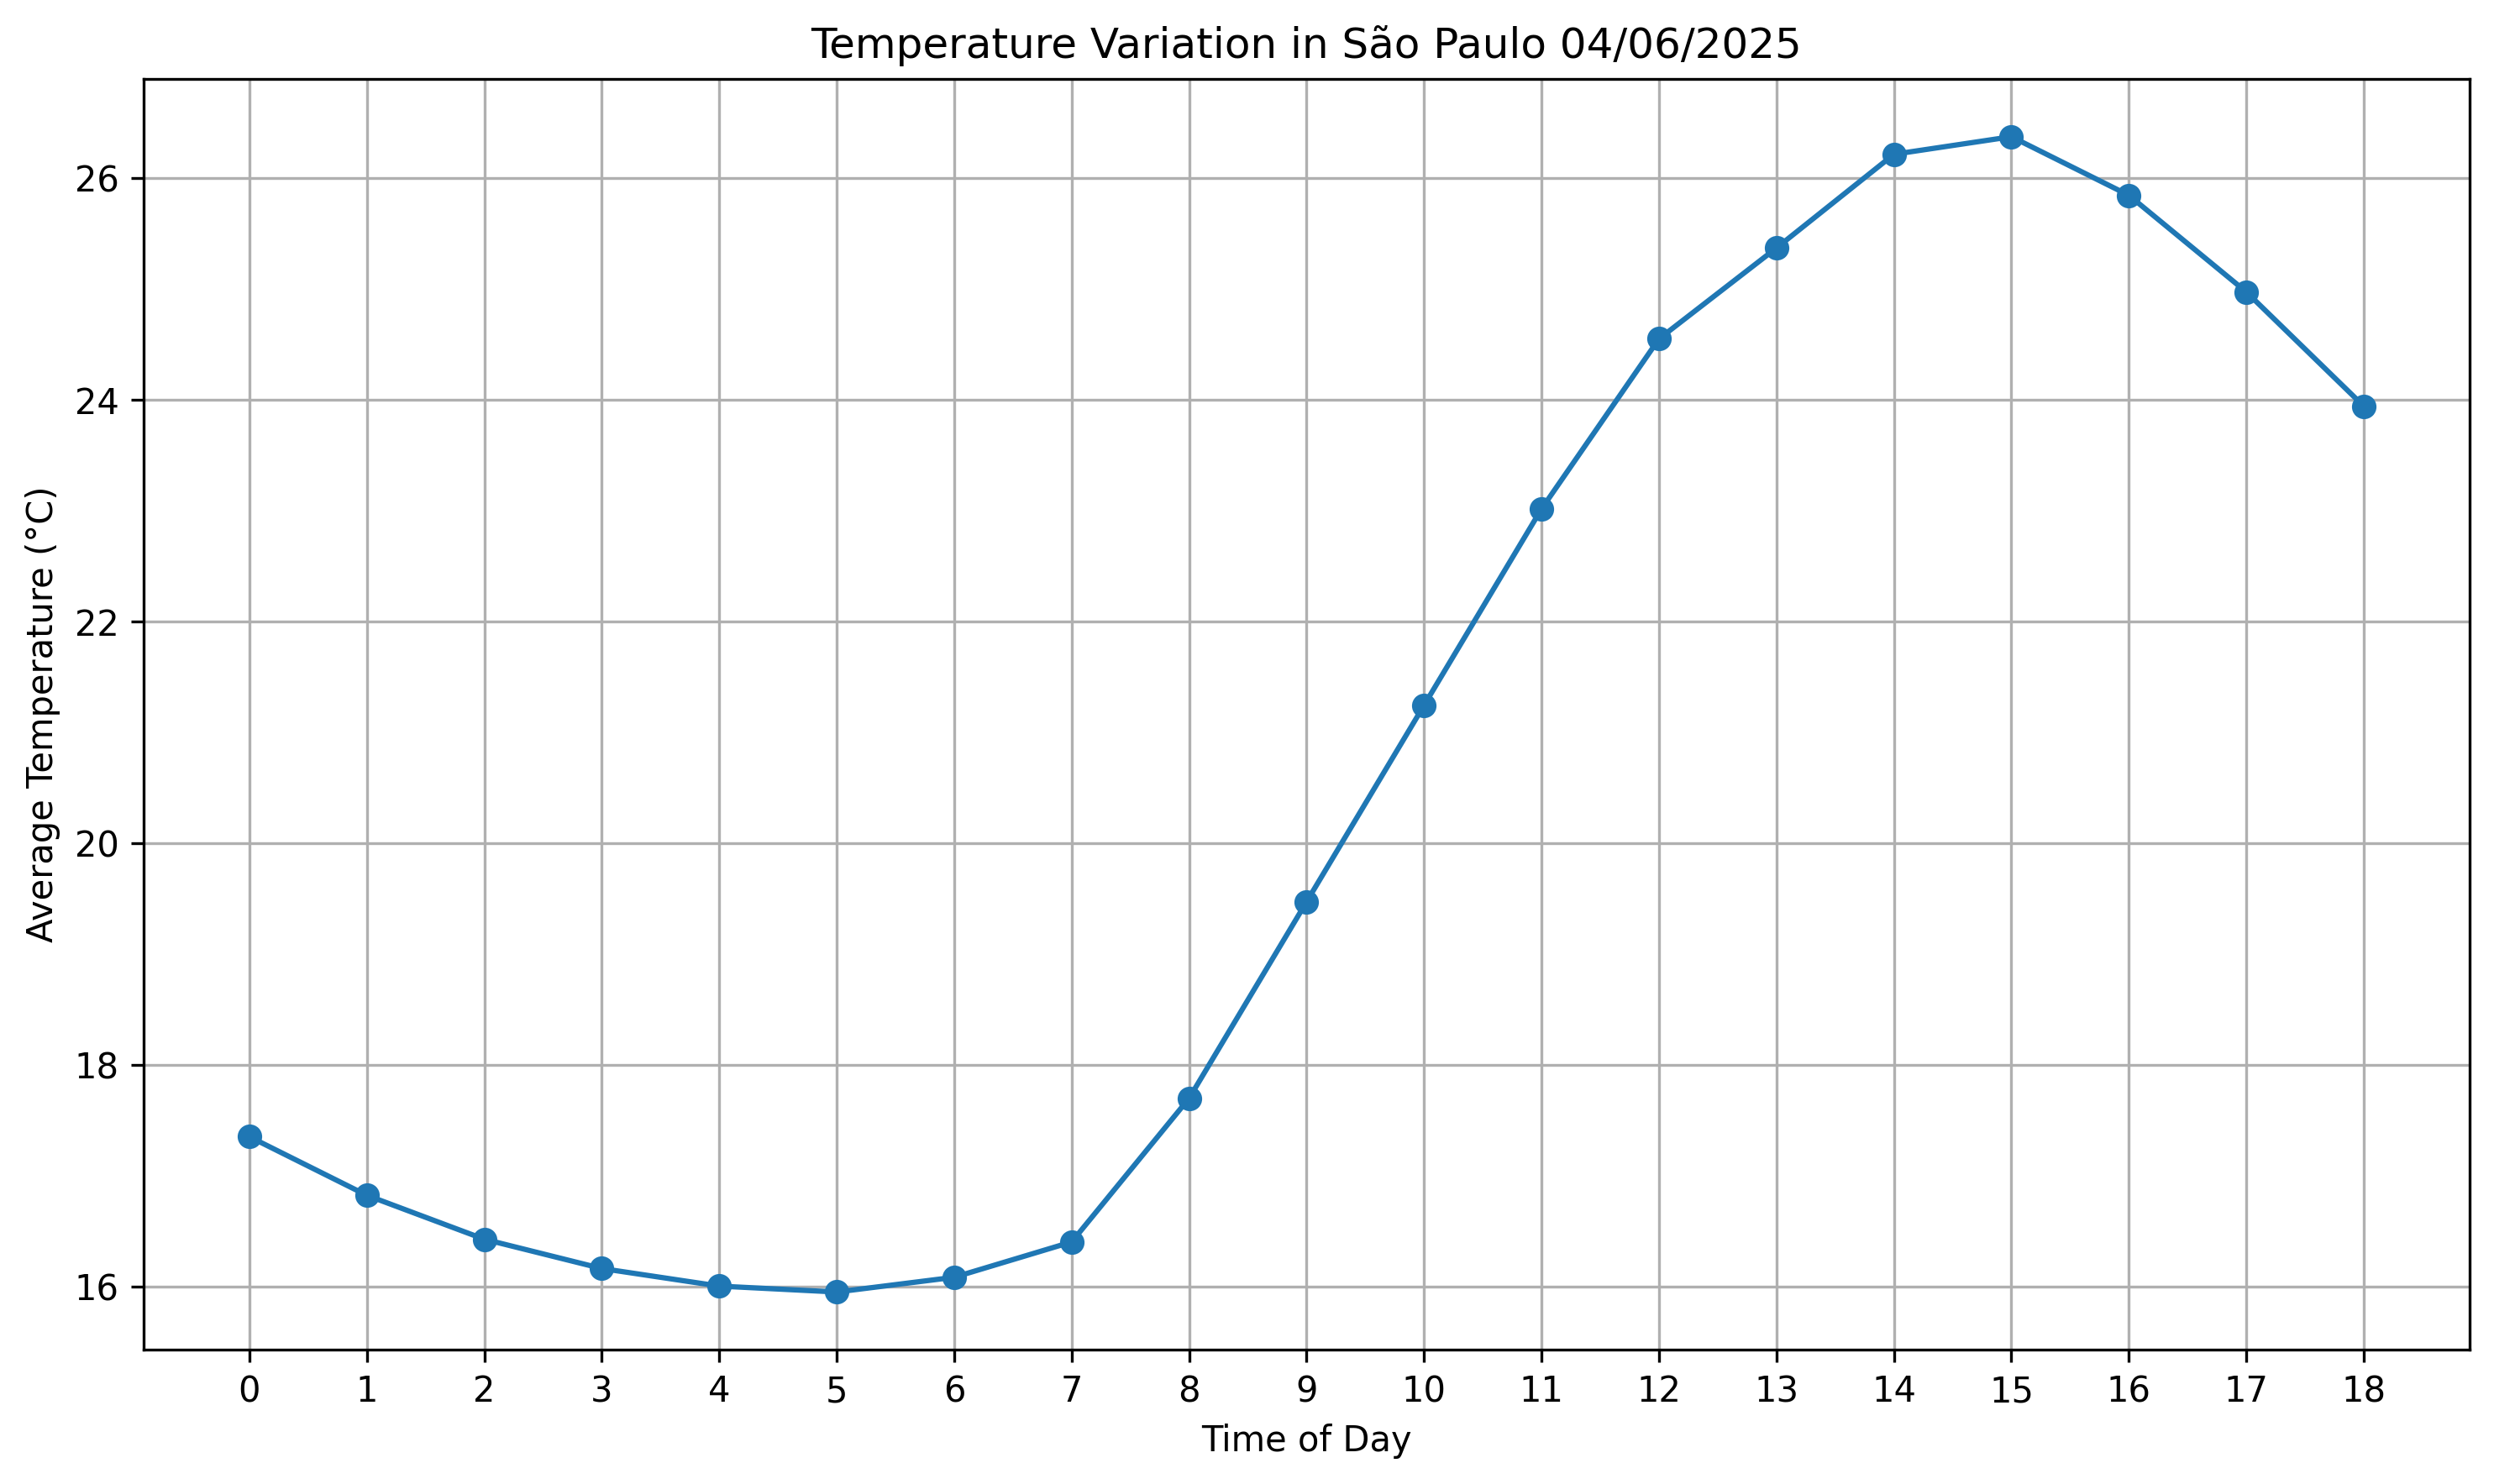 Temperature Variation in São Paulo 04/06/2025
Average Temperature (°C)
26
24
22
20
18
16
0 1 2 3 4 5 6 7 8 9 10 11 12 13 14 15 16 17 18
Time of Day